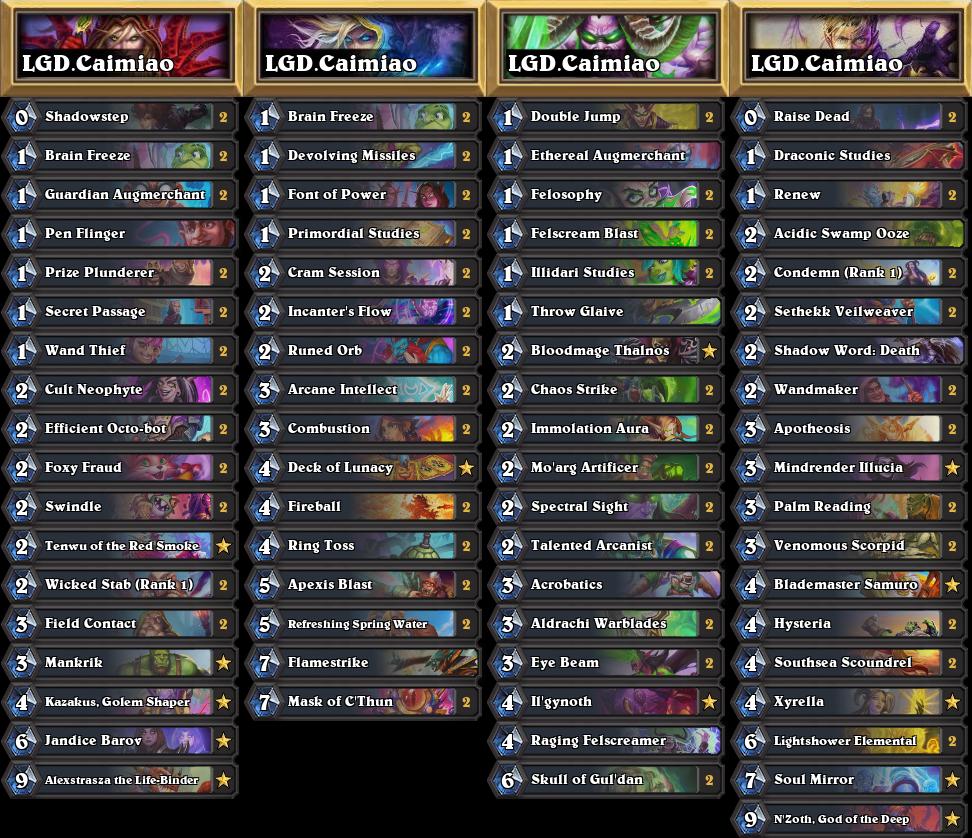 LGD.Caimiao
0 Shadowstep 2
1 Brain Freeze 2
1 Guardian Augmerchant 2
1 Pen Flinger
1 Prize Plunderer 2
1 Secret Passage 2
1 Wand Thief 2
2 Cult Neophyte 2
2 Efficient Octo-bot 2
2 Foxy Fraud 2
2 Swindle 2
2 Tenwu of the Red Smoke
2 Wicked Stab (Rank 1) 2
3 Field Contact 2
3 Mankrik
4 Kazakus, Golem Shaper
6 Jandice Barov
9 Alexstrasza the Life-Binder
LGD.Caimiao
1 Brain Freeze 2
1 Devolving Missiles 2
1 Font of Power 2
1 Primordial Studies 2
2 Cram Session 2
2 Incanter's Flow 2
2 Runed Orb 2
3 Arcane Intellect 2
3 Combustion 2
4 Deck of Lunacy
4 Fireball 2
4 Ring Toss 2
5 Apexis Blast 2
5 Refreshing Spring Water 2
7 Flamestrike
7 Mask of C'Thun 2
LGD.Caimiao
1 Double Jump 2
1 Ethereal Augmerchant
1 Felosophy 2
1 Felscream Blast 2
1 Illidari Studies 2
1 Throw Glaive
2 Bloodmage Thalnos
2 Chaos Strike 2
2 Immolation Aura 2
2 Mo'arg Artificer 2
2 Spectral Sight 2
2 Talented Arcanist 2
3 Acrobatics
3 Aldrachi Warblades 2
3 Eye Beam 2
4 Il'gynoth
4 Raging Felscreamer
6 Skull of Gul'dan 2
LGD.Caimiao
0 Raise Dead 2
1 Draconic Studies
1 Renew 2
2 Acidic Swamp Ooze
2 Condemn (Rank 1) 2
2 Sethekk Veilweaver 2
2 Shadow Word: Death
2 Wandmaker 2
3 Apotheosis 2
3 Mindrender Illucia
3 Palm Reading 2
3 Venomous Scorpid 2
4 Blademaster Samuro
4 Hysteria 2
4 Southsea Scoundrel 2
4 Xyrella
6 Lightshower Elemental 2
7 Soul Mirror
9 N'Zoth, God of the Deep